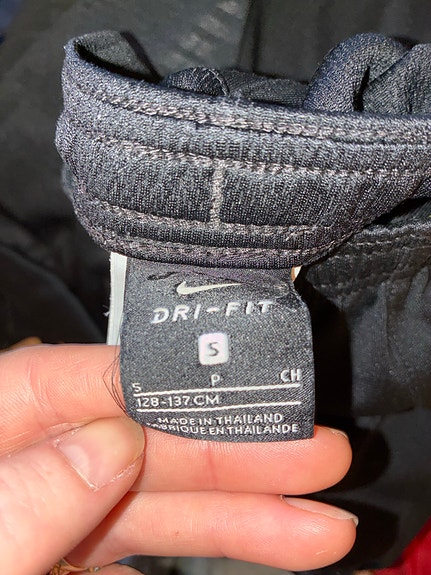 DRI-FIT
S
S P CH
128-137 CM
MADE IN THAILAND
FABRIQUE EN THAILANDE